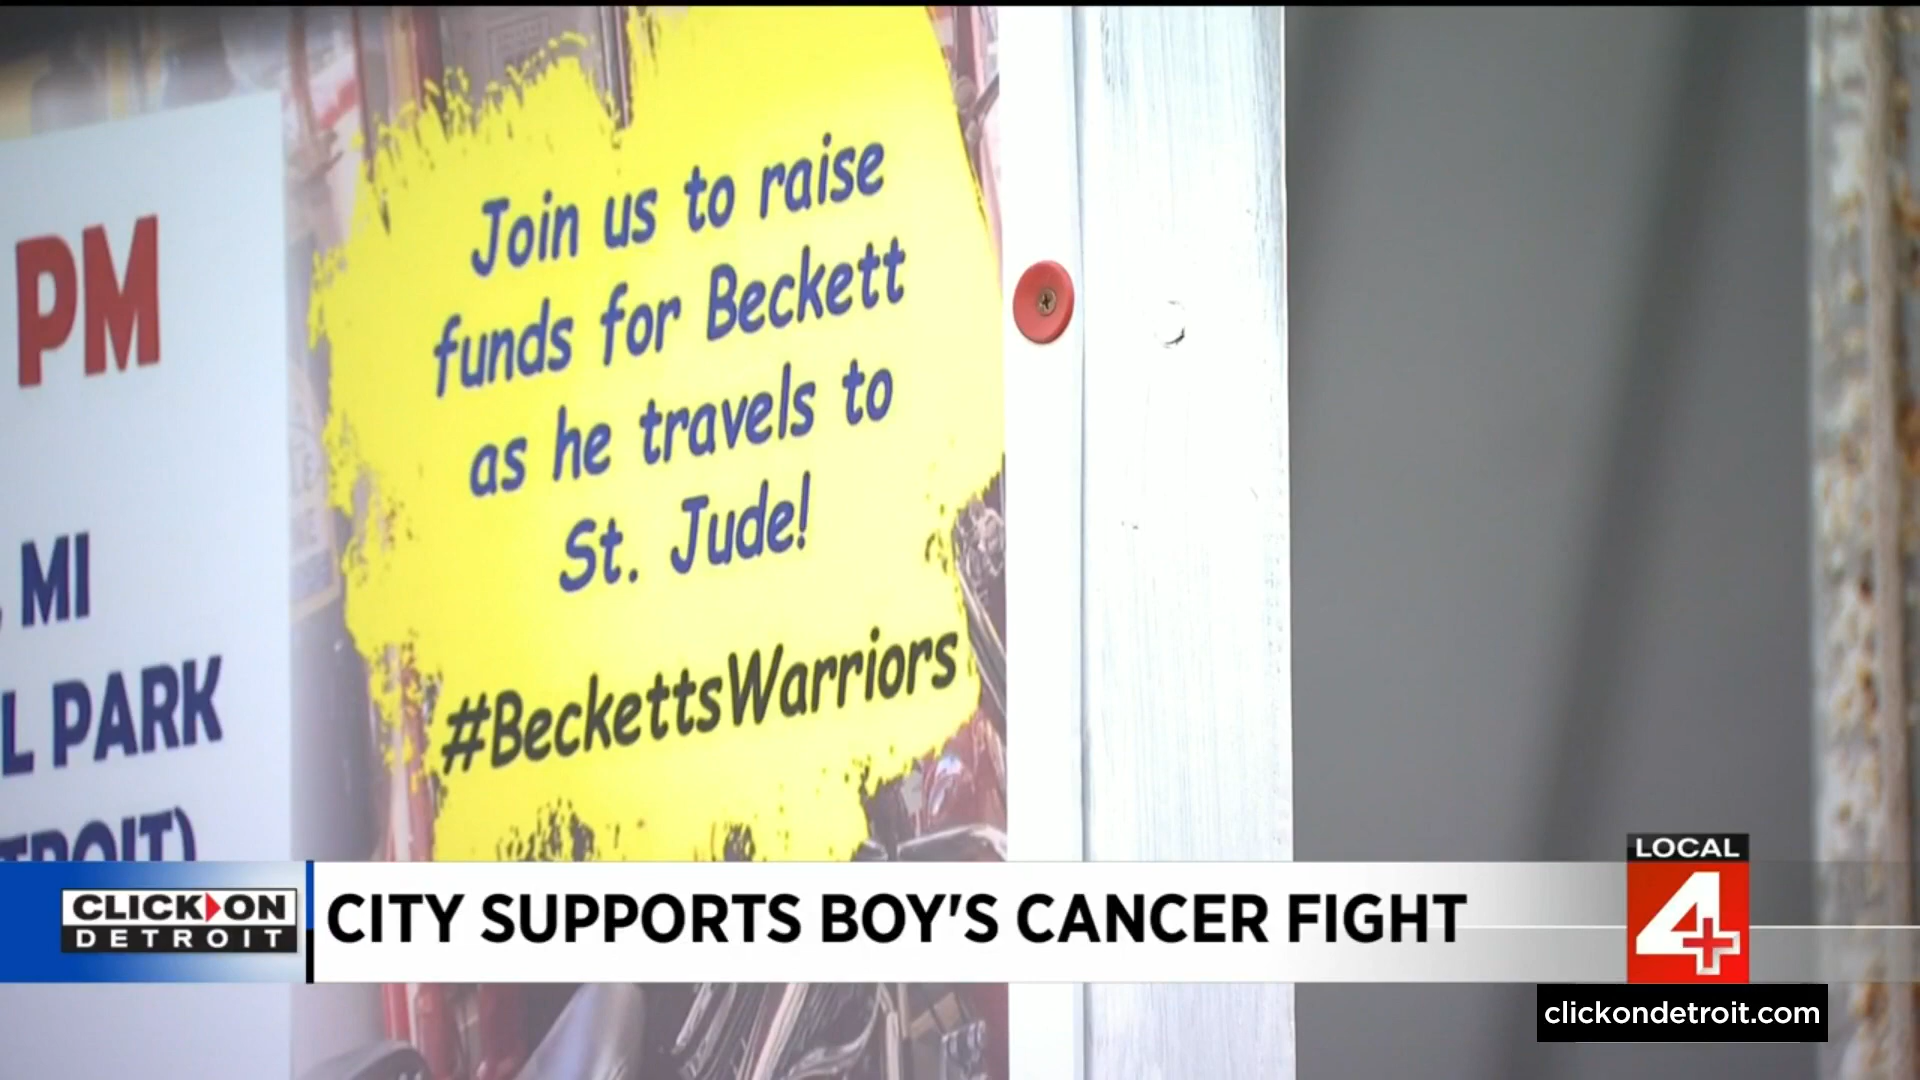 PM
MI
L PARK
TROIT)
Join us to raise
funds for Beckett
as he travels to
St. Jude!
#BeckettsWarriors
CLICK ON
DETROIT
CITY SUPPORTS BOY'S CANCER FIGHT
LOCAL
4+
clickondetroit.com